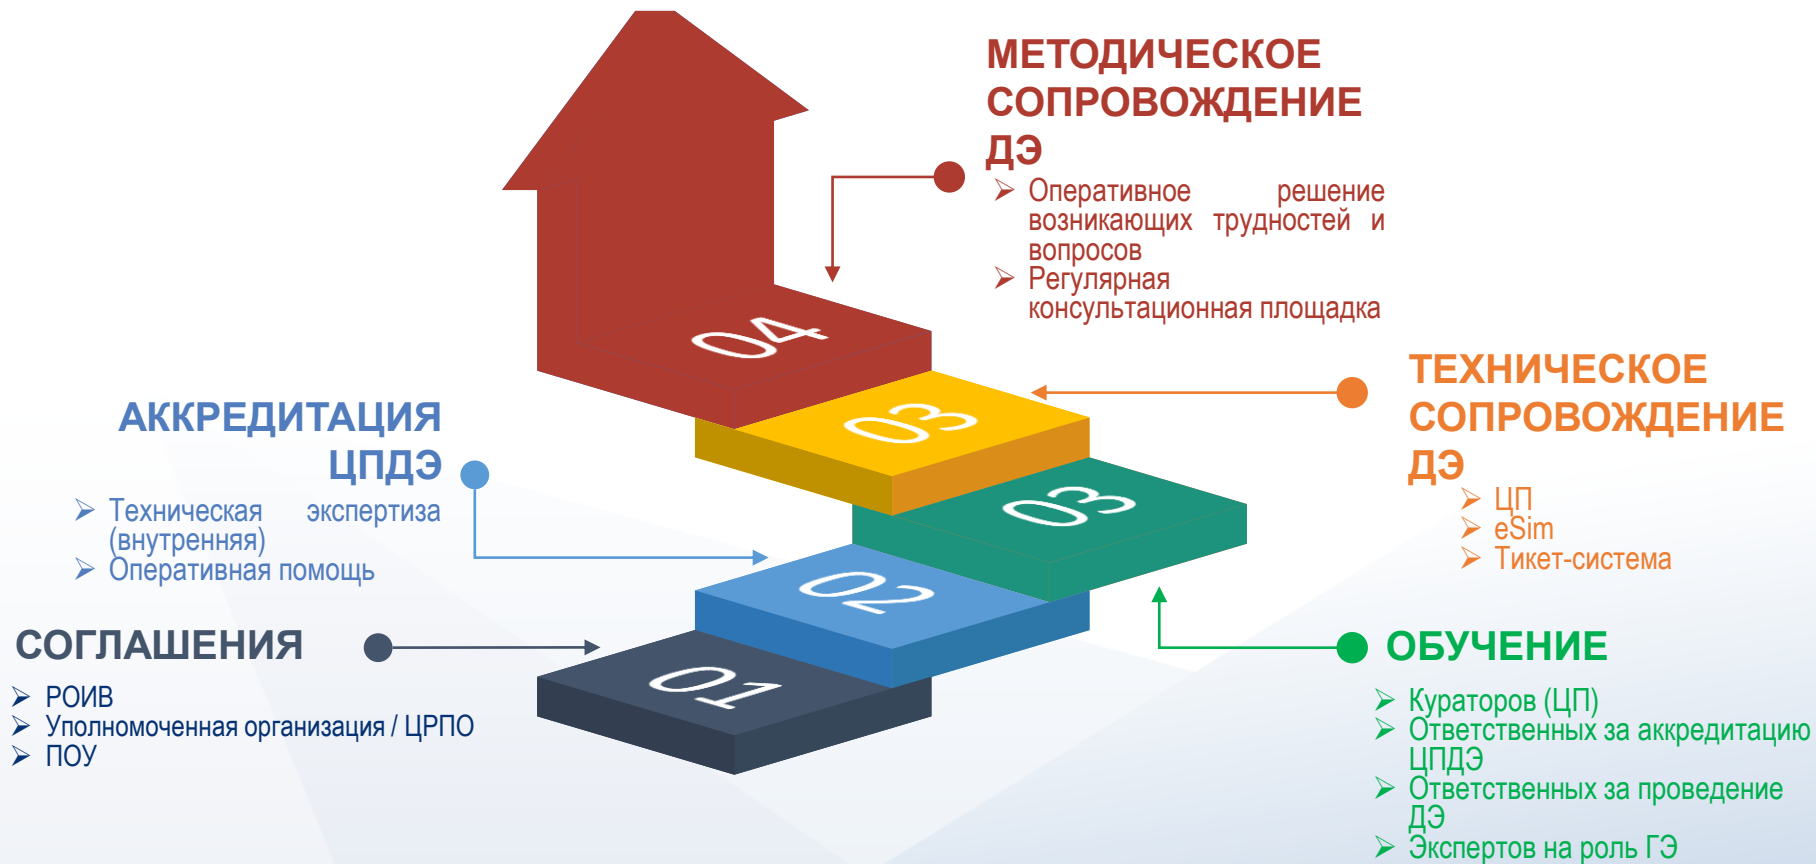 МЕТОДИЧЕСКОЕ
СОПРОВОЖДЕНИЕ
ДЭ
➢ Оперативное решение
возникающих трудностей и
вопросов
➢ Регулярная
консультационная площадка
04
ТЕХНИЧЕСКОЕ
СОПРОВОЖДЕНИЕ
ДЭ
➢ ЦП
➢ eSim
➢ Тикет-система
03
АККРЕДИТАЦИЯ
ЦПДЭ
➢ Техническая экспертиза
(внутренняя)
➢ Оперативная помощь
03
02
СОГЛАШЕНИЯ
➢ РОИВ
➢ Уполномоченная организация / ЦРПО
➢ ПОУ
01
ОБУЧЕНИЕ
➢ Кураторов (ЦП)
➢ Ответственных за аккредитацию
ЦПДЭ
➢ Ответственных за проведение
ДЭ
➢ Экспертов на роль ГЭ